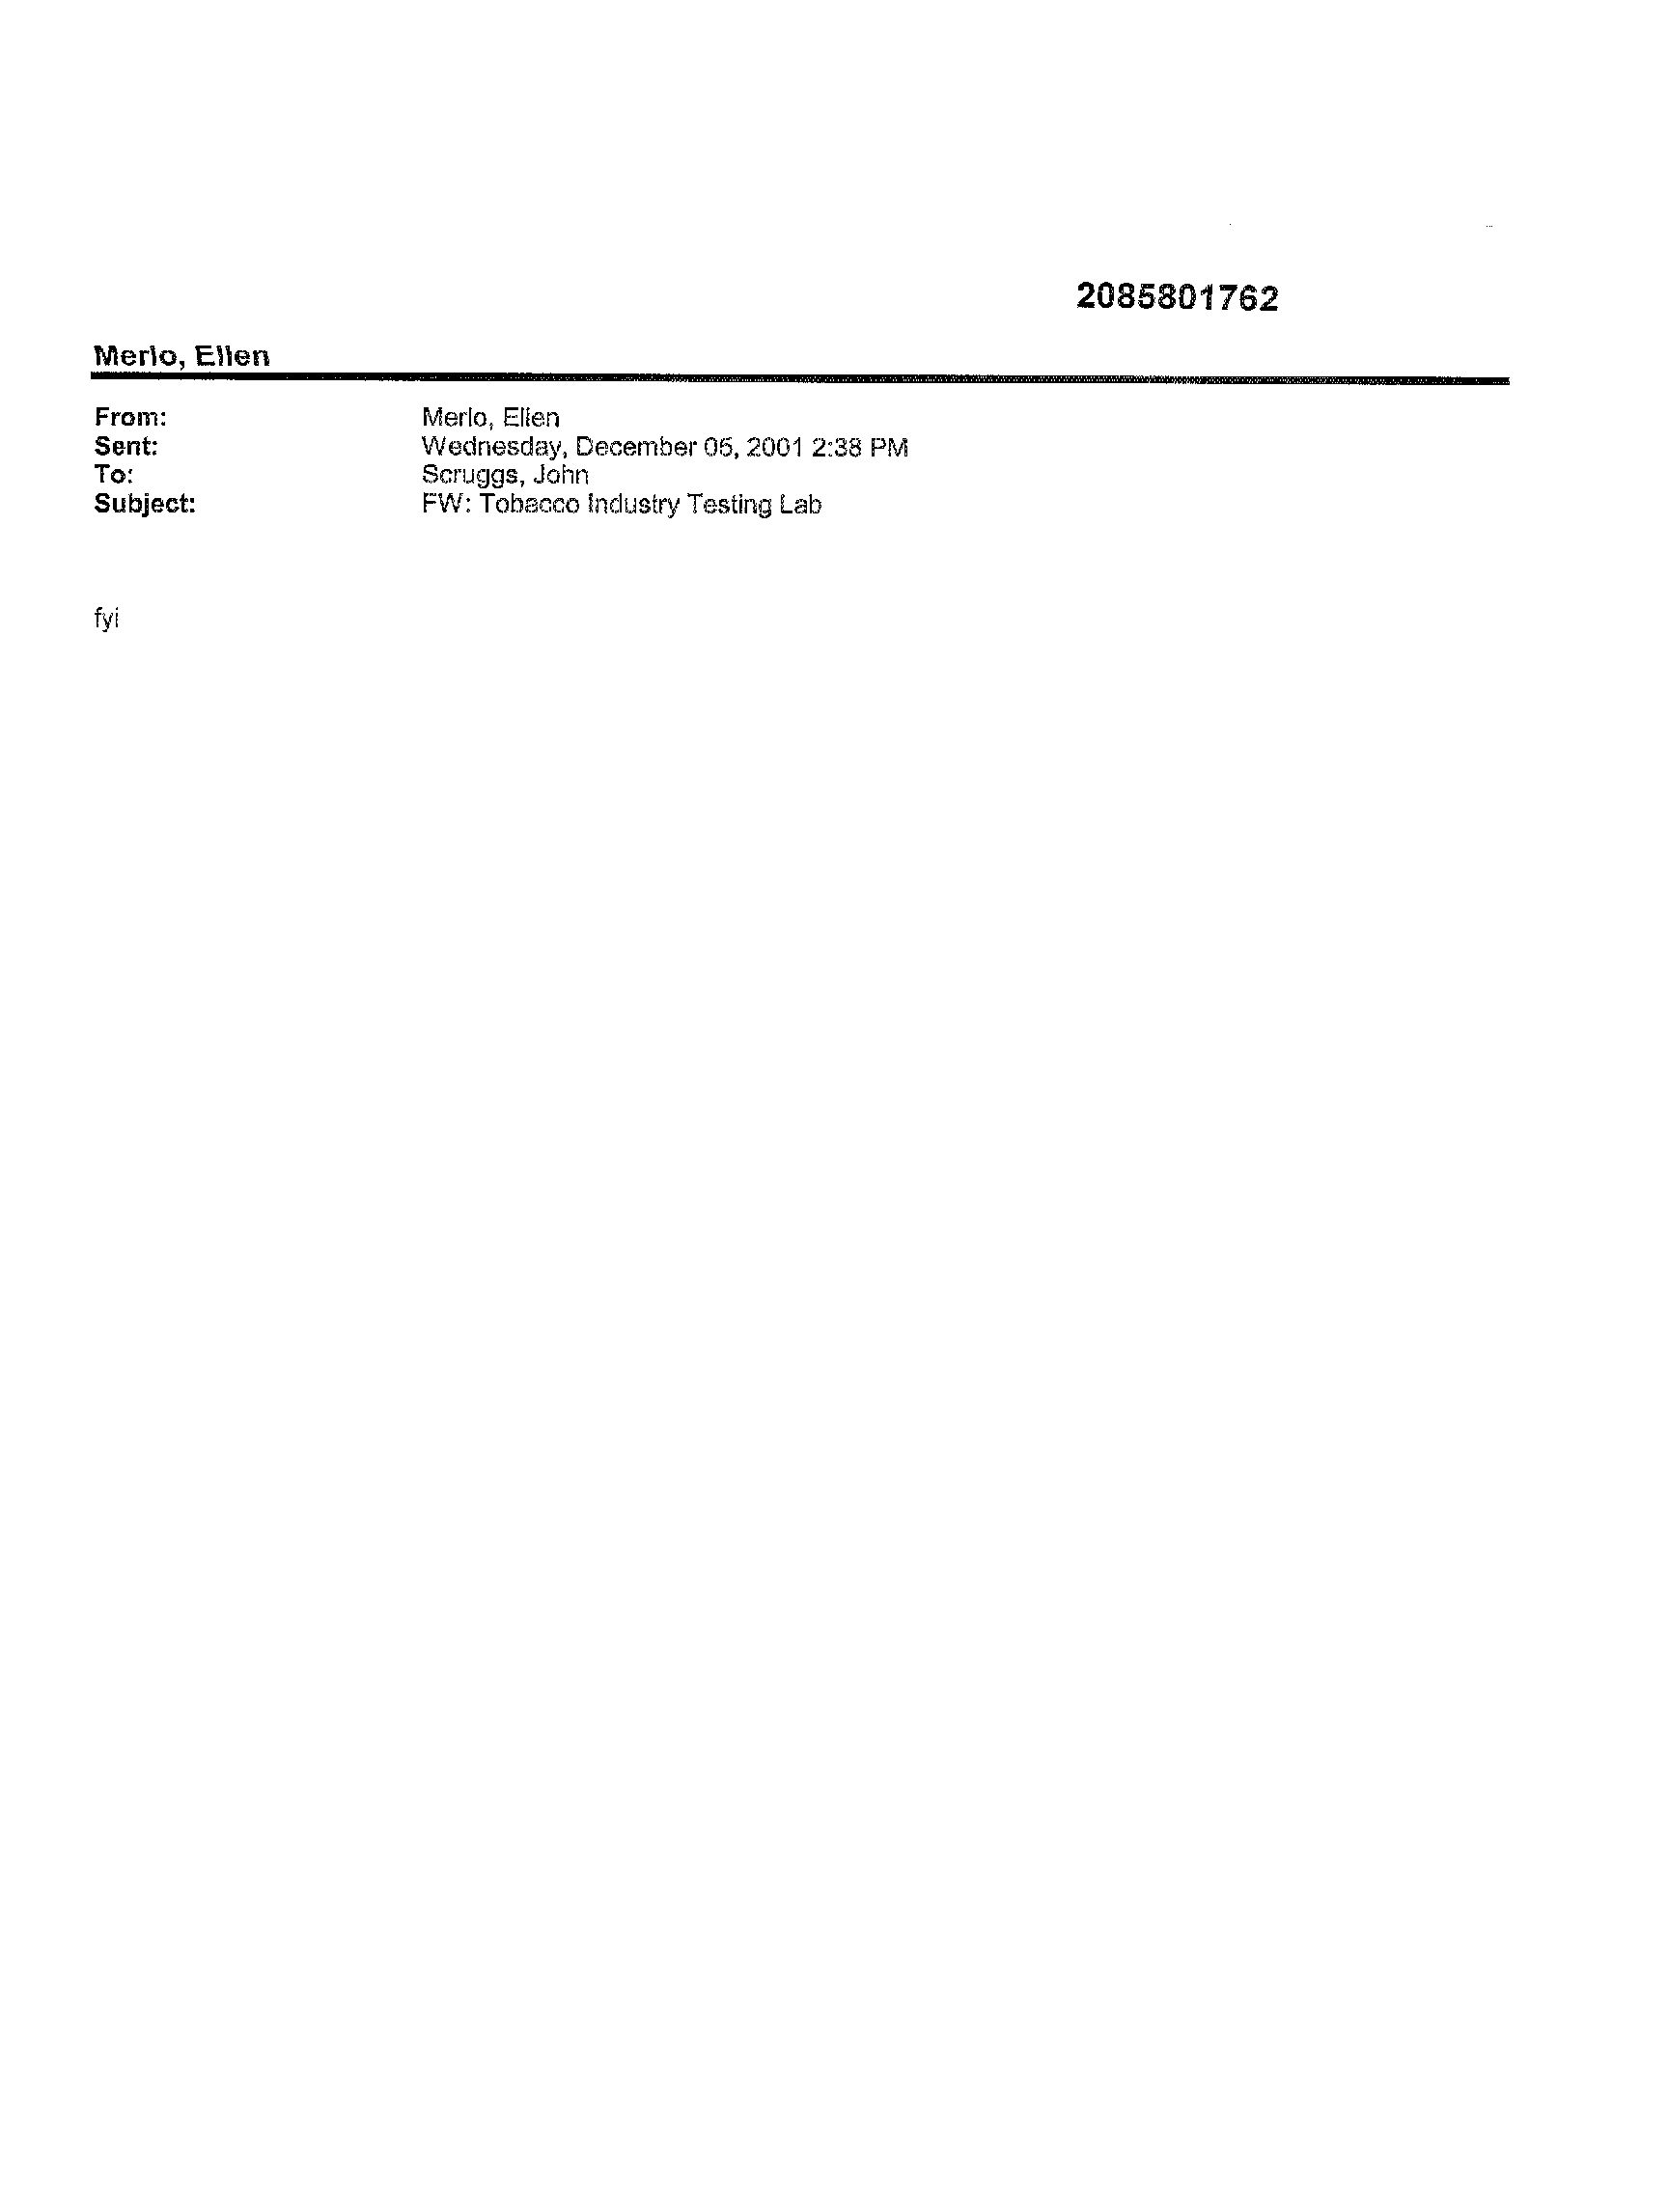 2085801762
Merlo, Ellen
From: Merlo, Ellen
Sent: Wednesday, December 05, 2001 2:38 PM
To: Scruggs, John
Subject: FW: Tobacco Industry Testing Lab
fyi